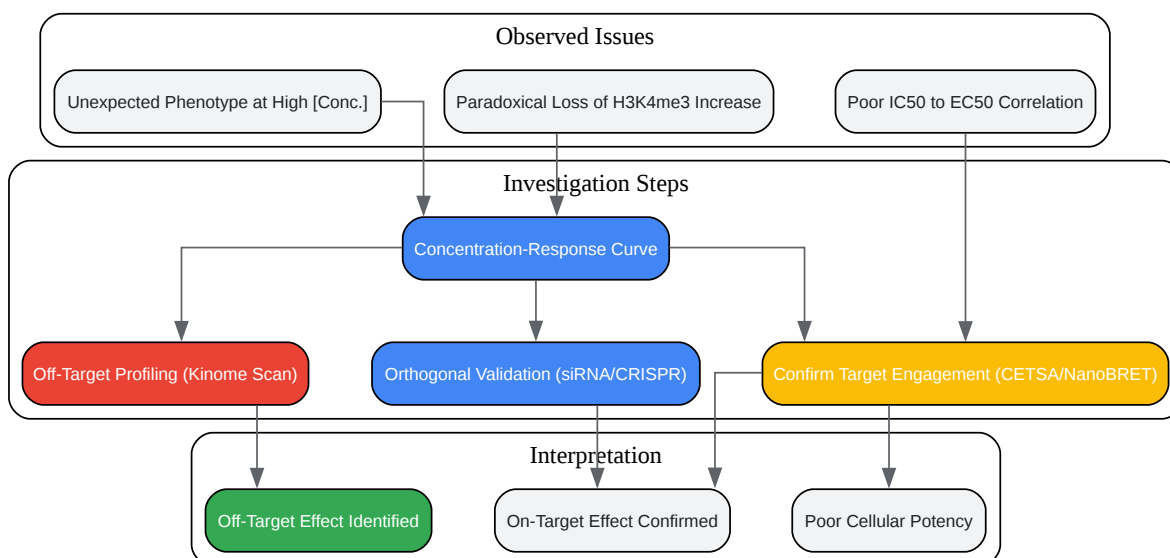 Observed Issues
Unexpected Phenotype at High [Conc.]
Paradoxical Loss of H3K4me3 Increase
Poor IC50 to EC50 Correlation
Investigation Steps
Concentration-Response Curve
Off-Target Profiling (Kinome Scan)
Orthogonal Validation (siRNA/CRISPR)
Confirm Target Engagement (CETSA/NanoBRET)
Interpretation
Off-Target Effect Identified
On-Target Effect Confirmed
Poor Cellular Potency